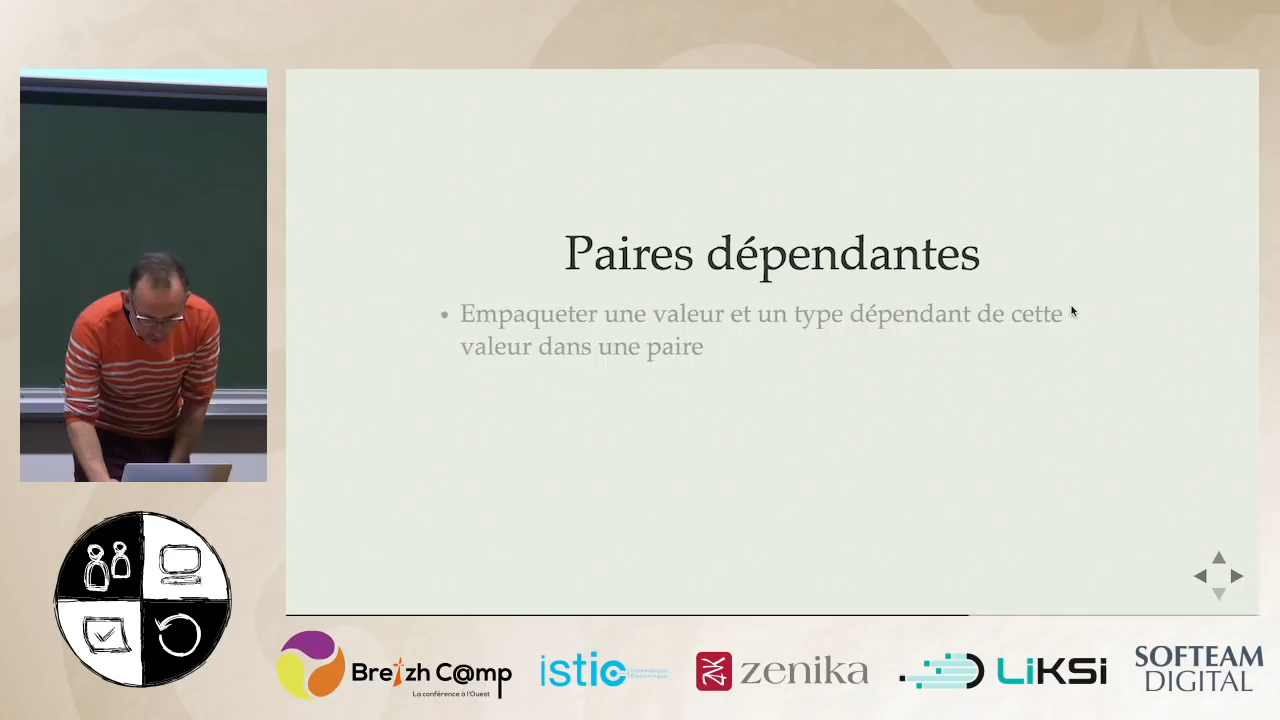 Paires dépendantes
• Empaqueter une valeur et un type dépendant de cette
valeur dans une paire
Breizh C@mp
La conférence à l'Ouest
istic
Informatique
Électronique
zenika
LiKSi
SOFTEAM
DIGITAL